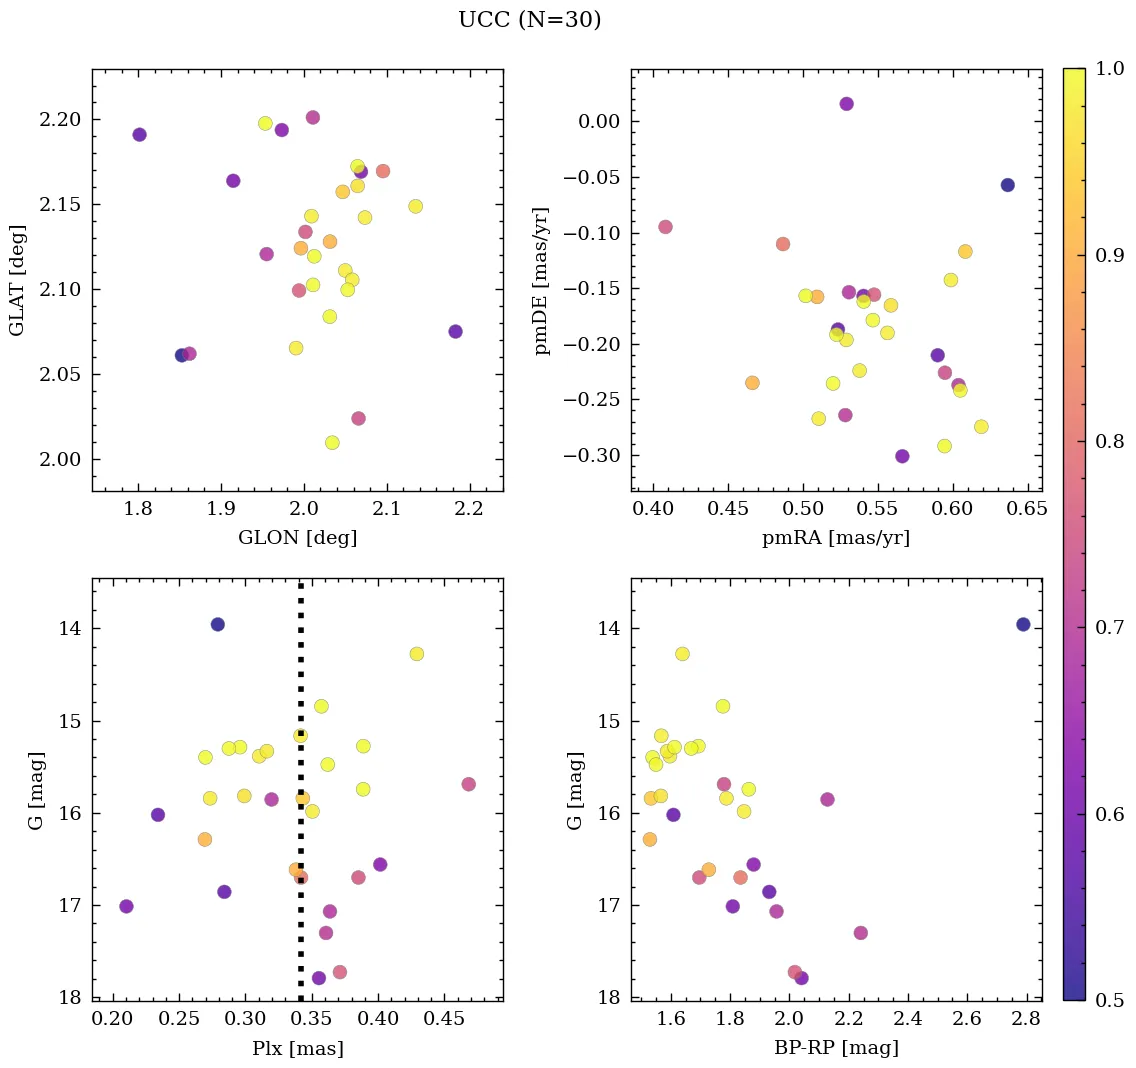 UCC (N=30)
2.20
2.15
2.10
2.05
2.00
GLAT [deg]
1.8 1.9 2.0 2.1 2.2
GLON [deg]
0.00
−0.05
−0.10
−0.15
−0.20
−0.25
−0.30
pmDE [mas/yr]
0.40 0.45 0.50 0.55 0.60 0.65
pmRA [mas/yr]
14
15
16
17
18
G [mag]
0.20 0.25 0.30 0.35 0.40 0.45
Plx [mas]
14
15
16
17
18
G [mag]
1.6 1.8 2.0 2.2 2.4 2.6 2.8
BP-RP [mag]
1.0
0.9
0.8
0.7
0.6
0.5